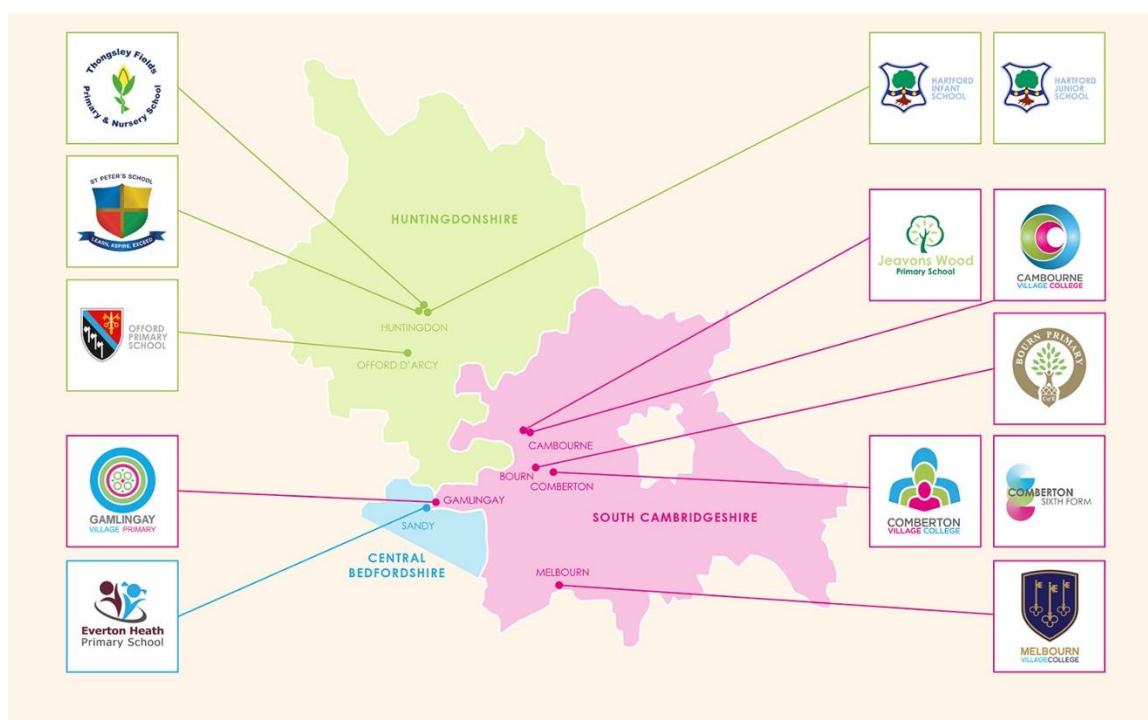 Thongsley Fields
Primary & Nursery School
ST PETER'S SCHOOL
LEARN, ASPIRE, EXCEED
OFFORD
PRIMARY
SCHOOL
GAMLINGAY
VILLAGE PRIMARY
Everton Heath
Primary School
HUNTINGDONSHIRE
HUNTINGDON
OFFORD D'ARCY
CAMBOURNE
BOURN
COMBERTON
GAMLINGAY
SANDY
SOUTH CAMBRIDGESHIRE
CENTRAL
BEDFORDSHIRE
MELBOURN
HARTFORD
INFANT
SCHOOL
HARTFORD
JUNIOR
SCHOOL
Jeavons Wood
Primary School
CAMBOURNE
VILLAGE COLLEGE
BOURN PRIMARY
CofE
COMBERTON
VILLAGE COLLEGE
COMBERTON
SIXTH FORM
MELBOURN
VILLAGECOLLEGE